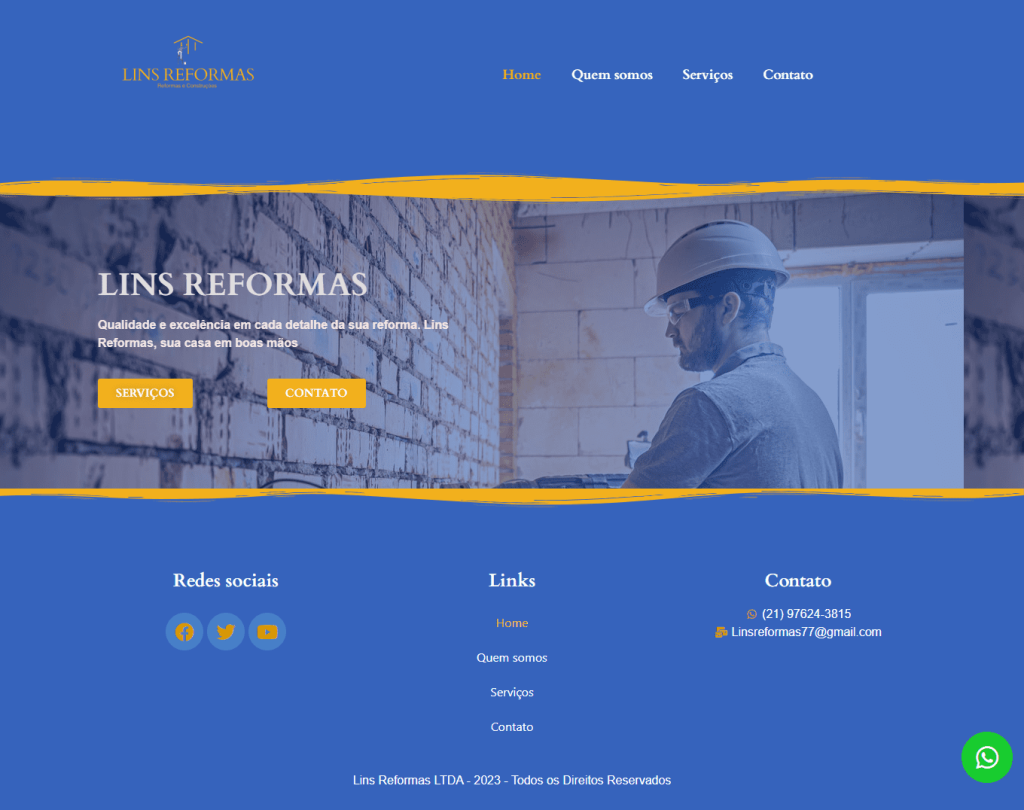 LINS REFORMAS
Reformas e Construções
Home Quem somos Serviços Contato
LINS REFORMAS
Qualidade e excelência em cada detalhe da sua reforma. Lins
Reformas, sua casa em boas mãos
SERVIÇOS CONTATO
Redes sociais
Links
Home
Quem somos
Serviços
Contato
Contato
(21) 97624-3815
Linsreformas77@gmail.com
Lins Reformas LTDA - 2023 - Todos os Direitos Reservados